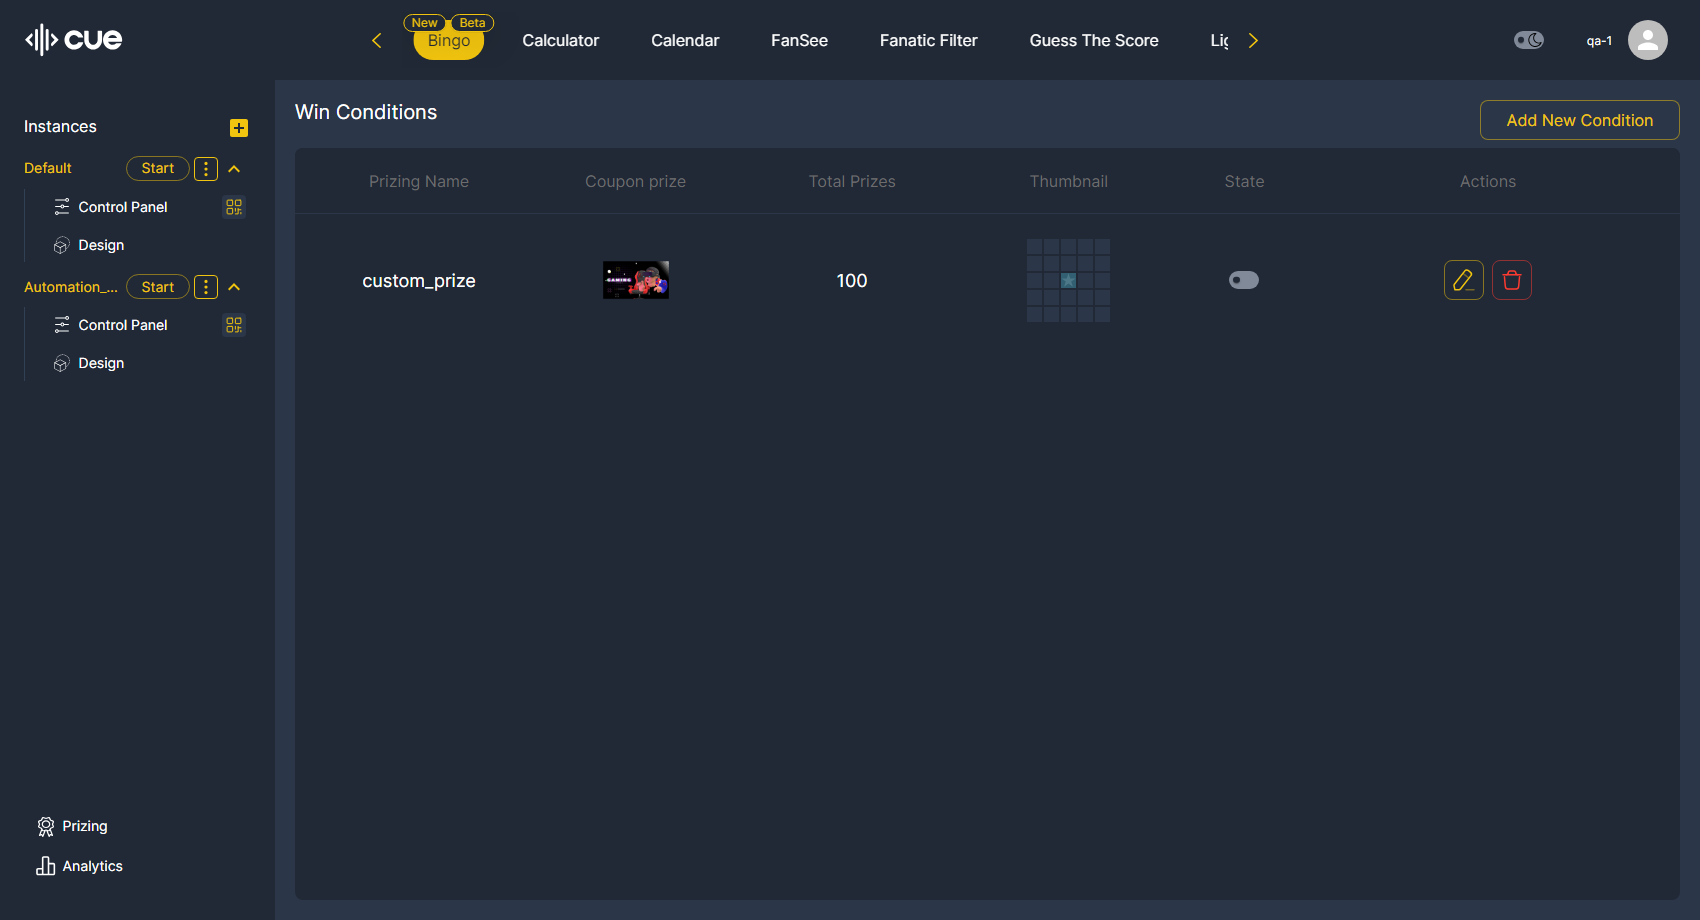 cue
New Beta
Bingo Calculator Calendar FanSee Fanatic Filter Guess The Score Lig
qa-1
Instances
Default Start
Control Panel
Design
Automation_... Start
Control Panel
Design
Prizing
Analytics
Win Conditions
Add New Condition
Prizing Name Coupon prize Total Prizes Thumbnail State Actions
custom_prize GAMING 100